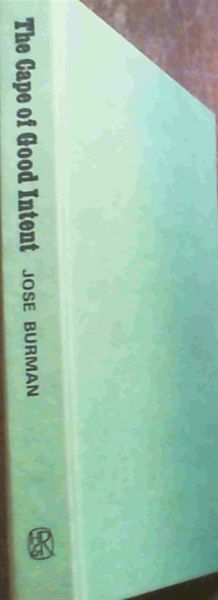 The Cape of Good Intent
JOSE BURMAN